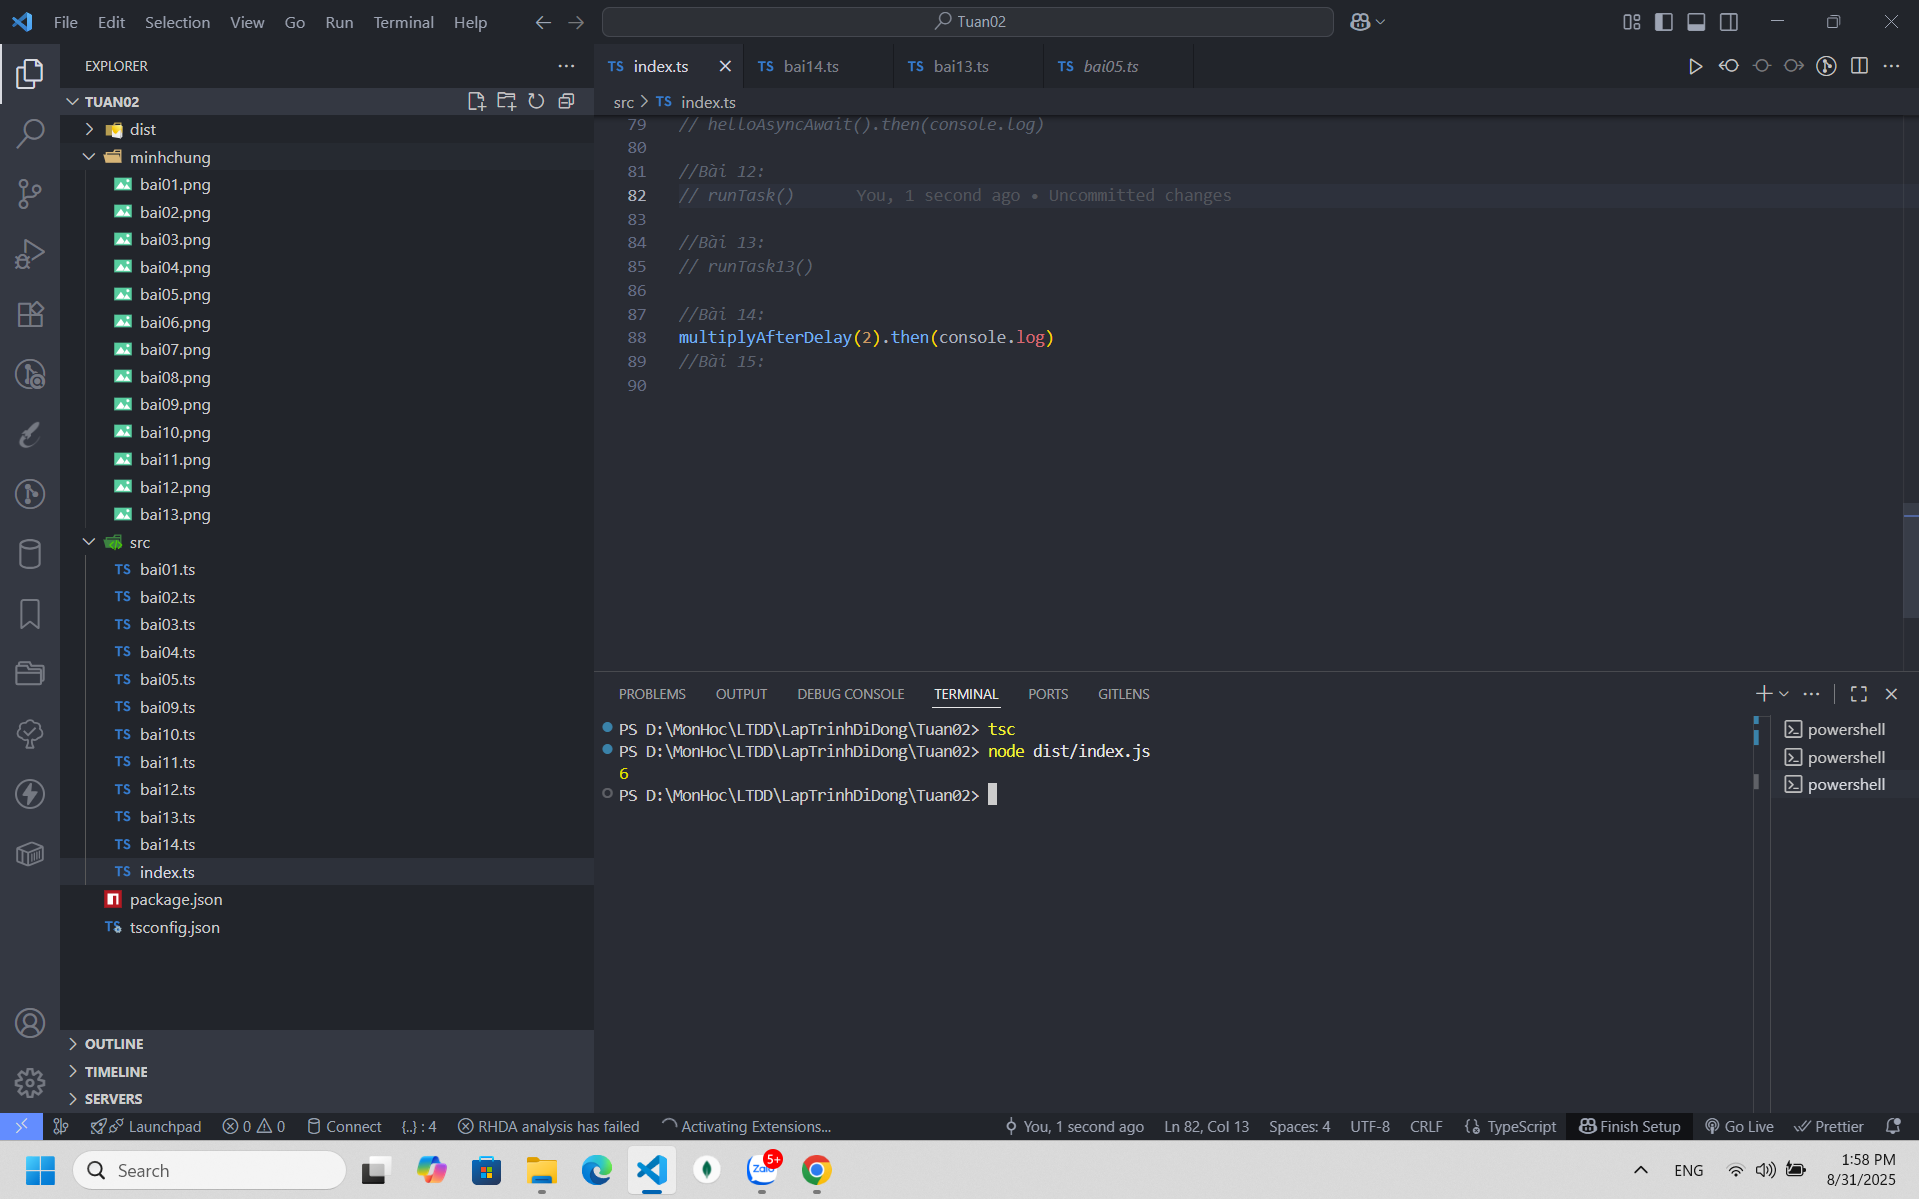 File Edit Selection View Go Run Terminal Help
Tuan02
EXPLORER
TUAN02
dist
minhchung
bai01.png
bai02.png
bai03.png
bai04.png
bai05.png
bai06.png
bai07.png
bai08.png
bai09.png
bai10.png
bai11.png
bai12.png
bai13.png
src
TS bai01.ts
TS bai02.ts
TS bai03.ts
TS bai04.ts
TS bai05.ts
TS bai09.ts
TS bai10.ts
TS bai11.ts
TS bai12.ts
TS bai13.ts
TS bai14.ts
TS index.ts
package.json
TS tsconfig.json
OUTLINE
TIMELINE
SERVERS
TS index.ts TS bai14.ts TS bai13.ts TS bai05.ts
src > TS index.ts
79 // helloAsyncAwait().then(console.log)
80
81 //Bài 12:
82 // runTask() You, 1 second ago • Uncommitted changes
83
84 //Bài 13:
85 // runTask13()
86
87 //Bài 14:
88 multiplyAfterDelay(2).then(console.log)
89 //Bài 15:
90
PROBLEMS OUTPUT DEBUG CONSOLE TERMINAL PORTS GITLENS
PS D:\MonHoc\LTDD\LapTrinhDiDong\Tuan02> tsc
PS D:\MonHoc\LTDD\LapTrinhDiDong\Tuan02> node dist/index.js
6
PS D:\MonHoc\LTDD\LapTrinhDiDong\Tuan02>
powershell
powershell
powershell
Launchpad 0 0 Connect {..} : 4 RHDA analysis has failed Activating Extensions... You, 1 second ago Ln 82, Col 13 Spaces: 4 UTF-8 CRLF TypeScript Finish Setup Go Live Prettier
Search Zalo 5+ ENG 1:58 PM
8/31/2025